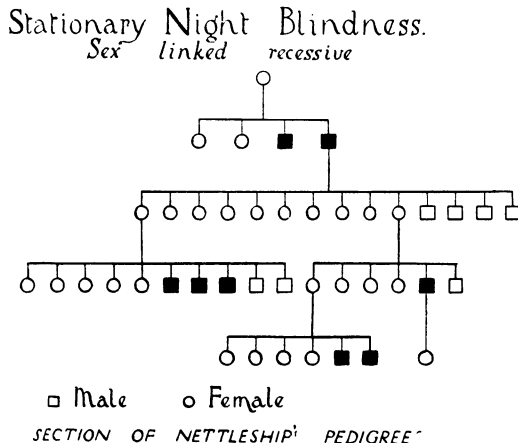 Stationary Night Blindness.
Sex linked recessive
Male Female
SECTION OF NETTLESHIP'S PEDIGREE